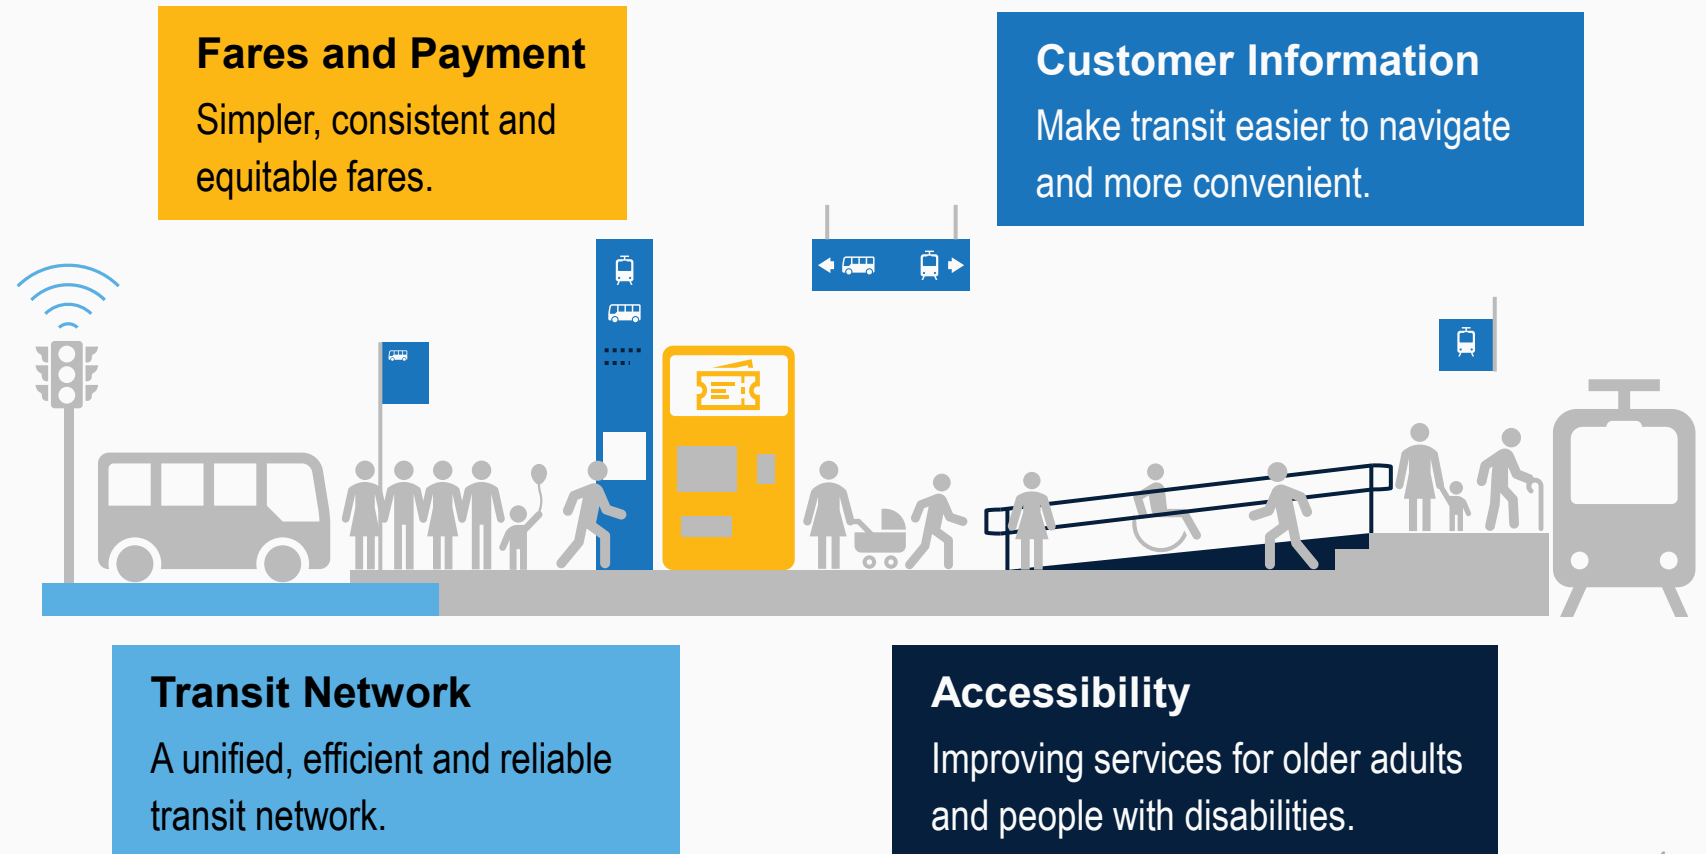 Fares and Payment
Simpler, consistent and
equitable fares.
Customer Information
Make transit easier to navigate
and more convenient.
Transit Network
A unified, efficient and reliable
transit network.
Accessibility
Improving services for older adults
and people with disabilities.